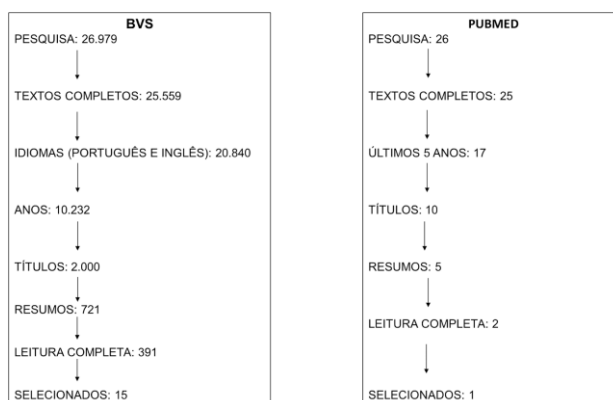 BVS
PESQUISA: 26.979
TEXTOS COMPLETOS: 25.559
IDIOMAS (PORTUGUÊS E INGLÊS): 20.840
ANOS: 10.232
TÍTULOS: 2.000
RESUMOS: 721
LEITURA COMPLETA: 391
SELECIONADOS: 15
PUBMED
PESQUISA: 26
TEXTOS COMPLETOS: 25
ÚLTIMOS 5 ANOS: 17
TÍTULOS: 10
RESUMOS: 5
LEITURA COMPLETA: 2
SELECIONADOS: 1